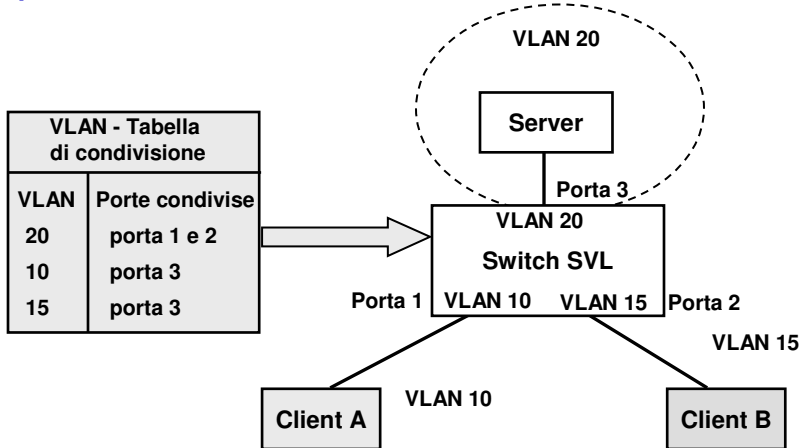 VLAN 20
Server
VLAN - Tabella
di condivisione
VLAN Porte condivise
20 porta 1 e 2
10 porta 3
15 porta 3
Porta 3
VLAN 20
Switch SVL
Porta 1 VLAN 10 VLAN 15 Porta 2
VLAN 15
VLAN 10
Client A
Client B